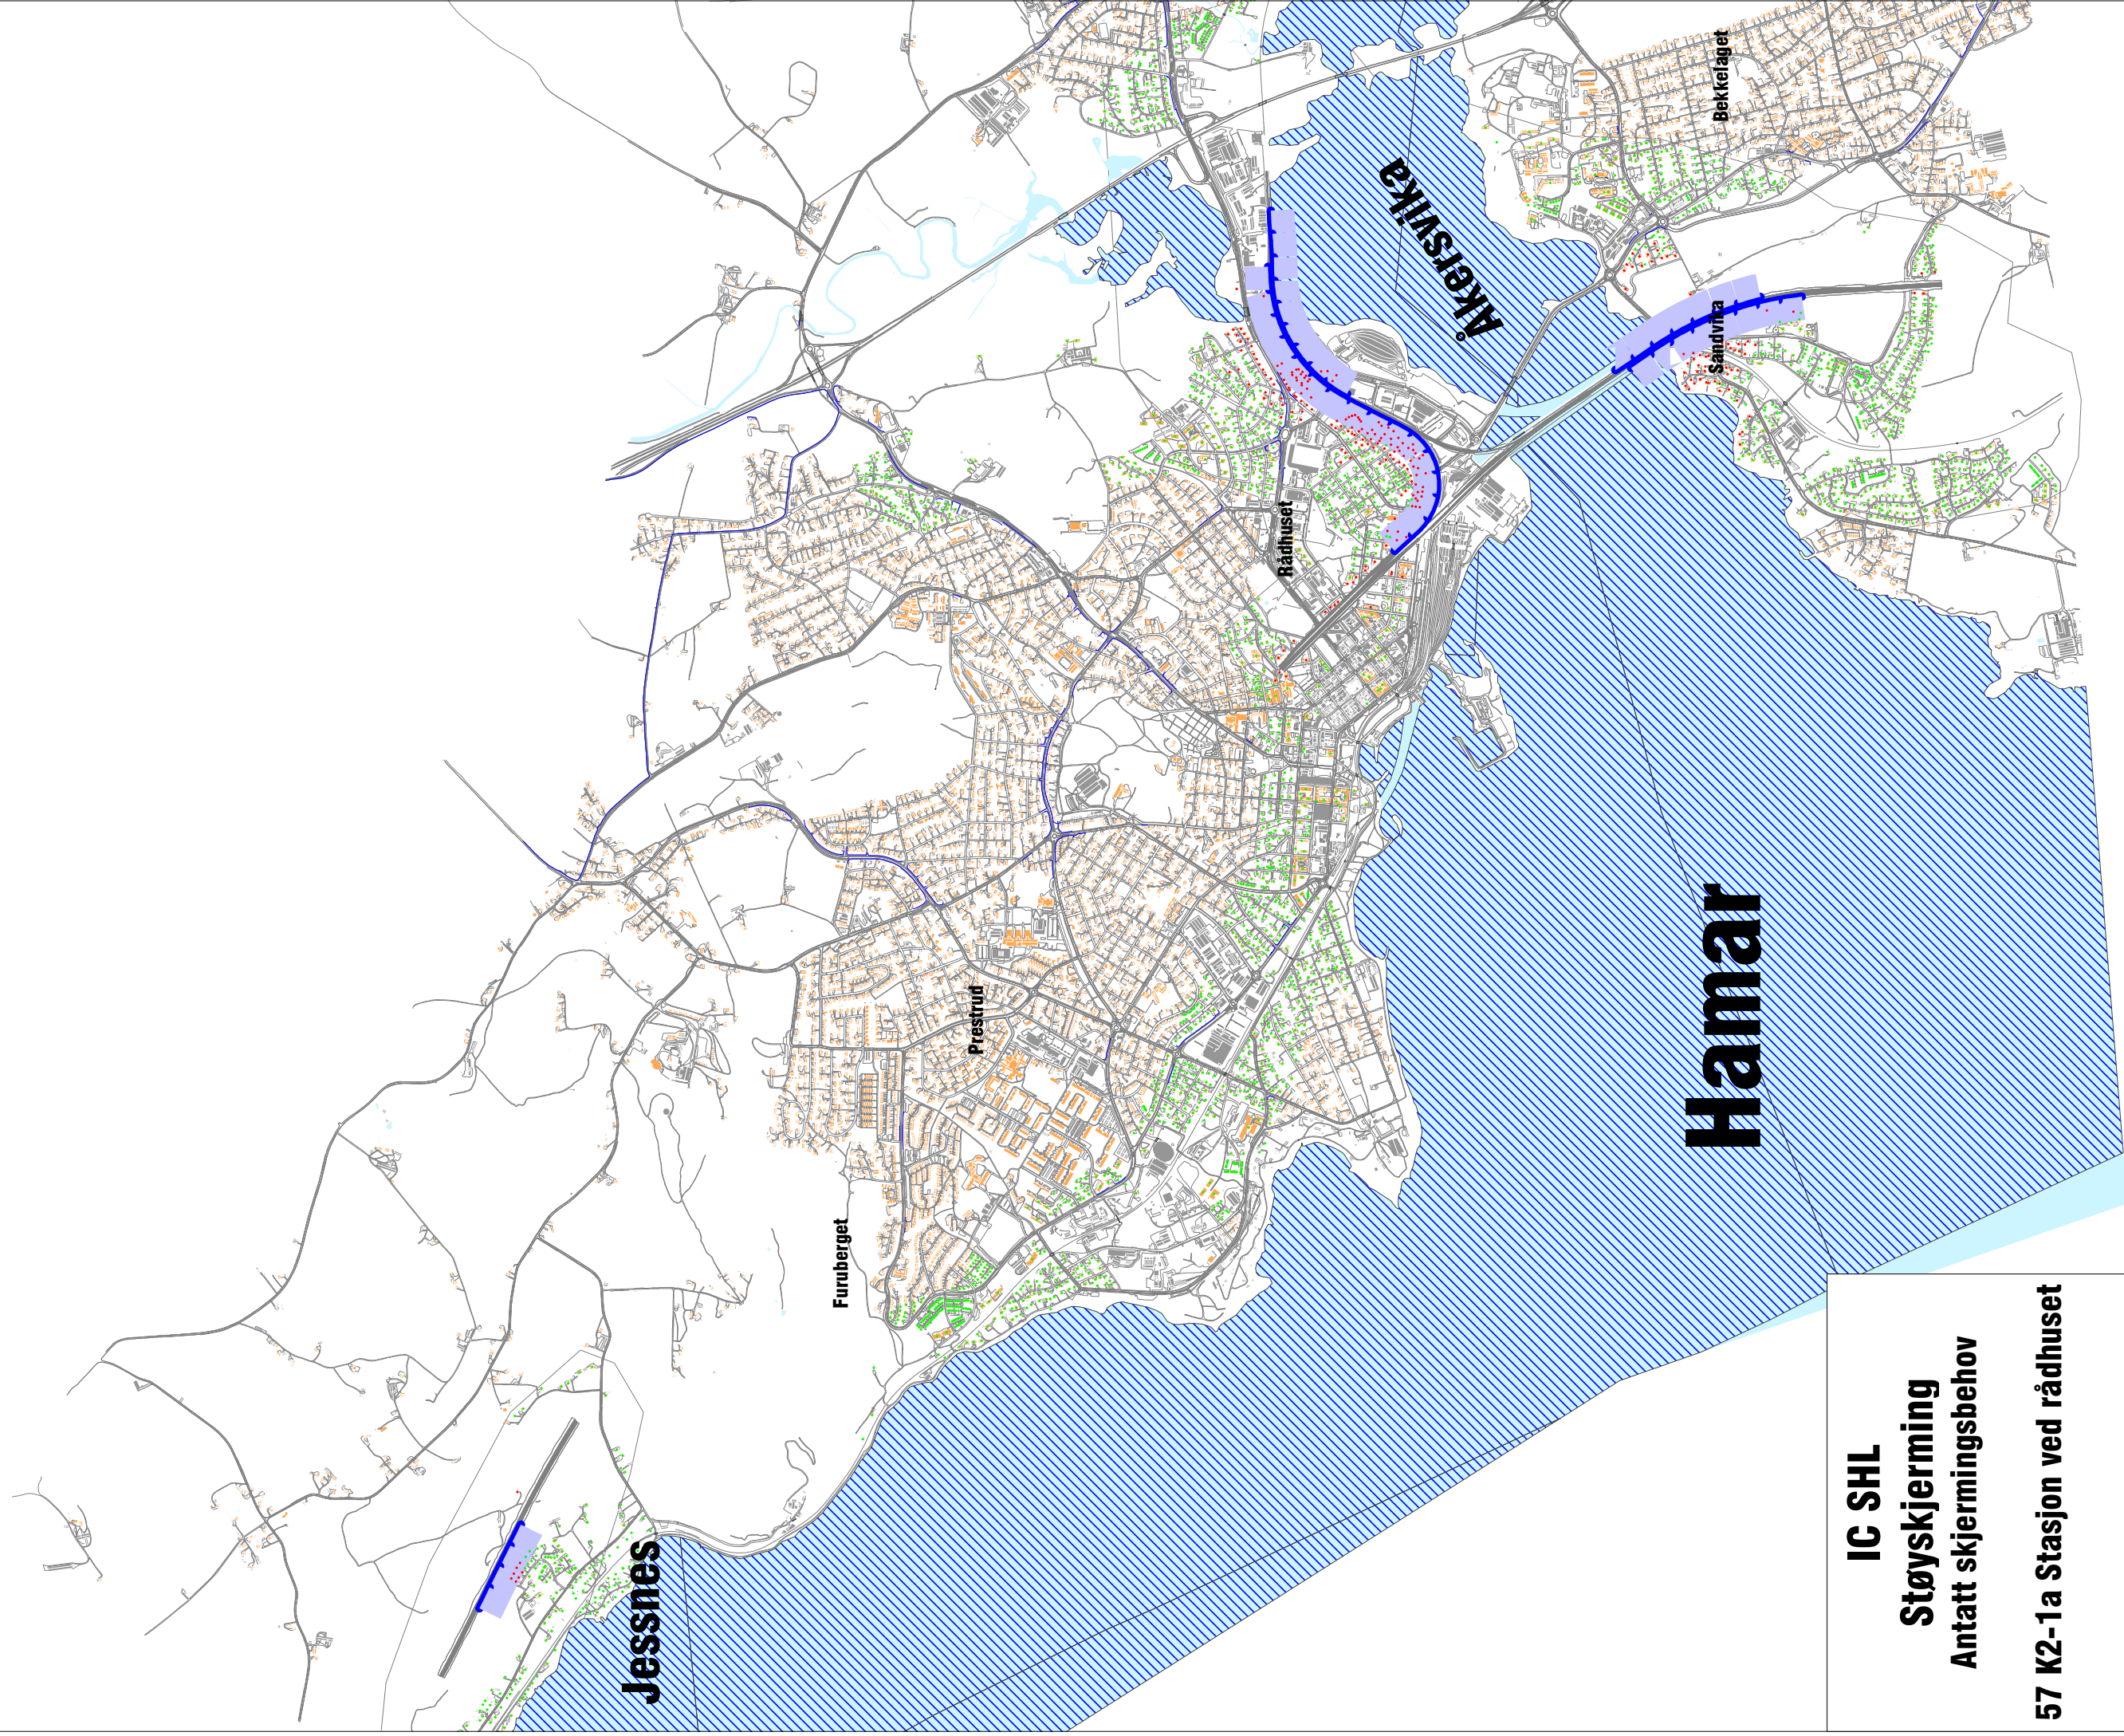 Jessnes
Furuberget
Prestrud
Hamar
Rådhuset
Sandvika
Åkersvika
Bekkelaget
IC SHL
Støyskjerming
Antatt skjermingsbehov
57 K2-1a Stasjon ved rådhuset